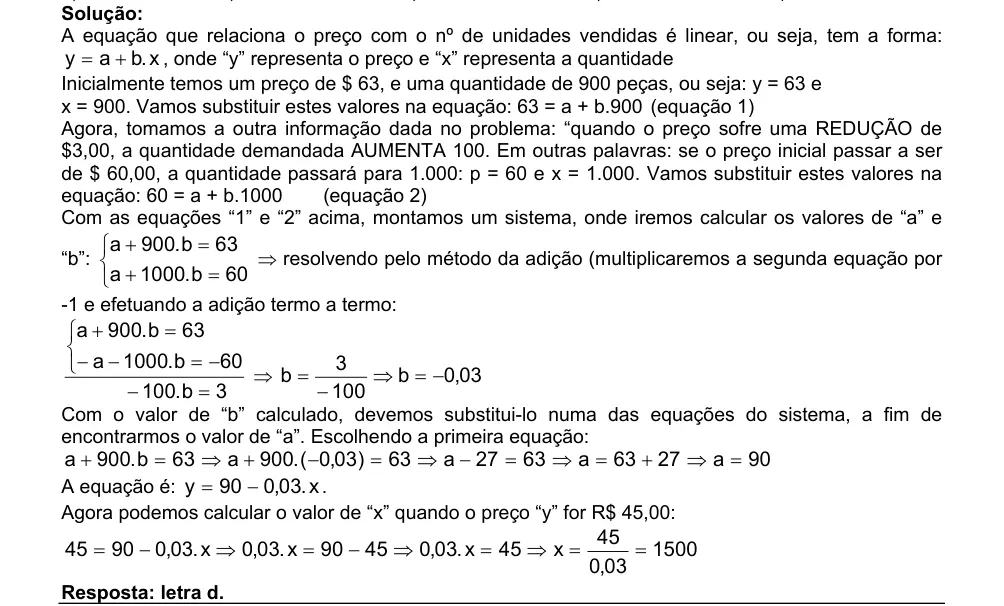 Solução:
A equação que relaciona o preço com o nº de unidades vendidas é linear, ou seja, tem a forma:
y = a + b.x , onde “y” representa o preço e “x” representa a quantidade
Inicialmente temos um preço de $ 63, e uma quantidade de 900 peças, ou seja: y = 63 e
x = 900. Vamos substituir estes valores na equação: 63 = a + b.900 (equação 1)
Agora, tomamos a outra informação dada no problema: “quando o preço sofre uma REDUÇÃO de
$3,00, a quantidade demandada AUMENTA 100. Em outras palavras: se o preço inicial passar a ser
de $ 60,00, a quantidade passará para 1.000: p = 60 e x = 1.000. Vamos substituir estes valores na
equação: 60 = a + b.1000 (equação 2)
Com as equações “1” e “2” acima, montamos um sistema, onde iremos calcular os valores de “a” e
“b”: { a + 900.b = 63
a + 1000.b = 60 ⇒ resolvendo pelo método da adição (multiplicaremos a segunda equação por
-1 e efetuando a adição termo a termo:
{ a + 900.b = 63
− a − 1000.b = −60
− 100.b = 3 ⇒ b = 3 / − 100 ⇒ b = −0,03
Com o valor de “b” calculado, devemos substitui-lo numa das equações do sistema, a fim de
encontrarmos o valor de “a”. Escolhendo a primeira equação:
a + 900.b = 63 ⇒ a + 900.(−0,03) = 63 ⇒ a − 27 = 63 ⇒ a = 63 + 27 ⇒ a = 90
A equação é: y = 90 − 0,03.x .
Agora podemos calcular o valor de “x” quando o preço “y” for R$ 45,00:
45 = 90 − 0,03.x ⇒ 0,03.x = 90 − 45 ⇒ 0,03.x = 45 ⇒ x = 45 / 0,03 = 1500
Resposta: letra d.